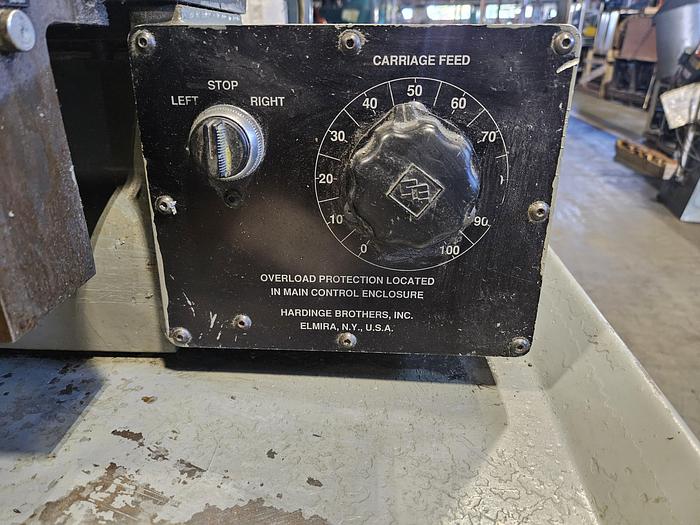 CARRIAGE FEED
STOP
LEFT RIGHT
0 10 20 30 40 50 60 70 90 100
OVERLOAD PROTECTION LOCATED
IN MAIN CONTROL ENCLOSURE
HARDINGE BROTHERS, INC.
ELMIRA, N.Y., U.S.A.